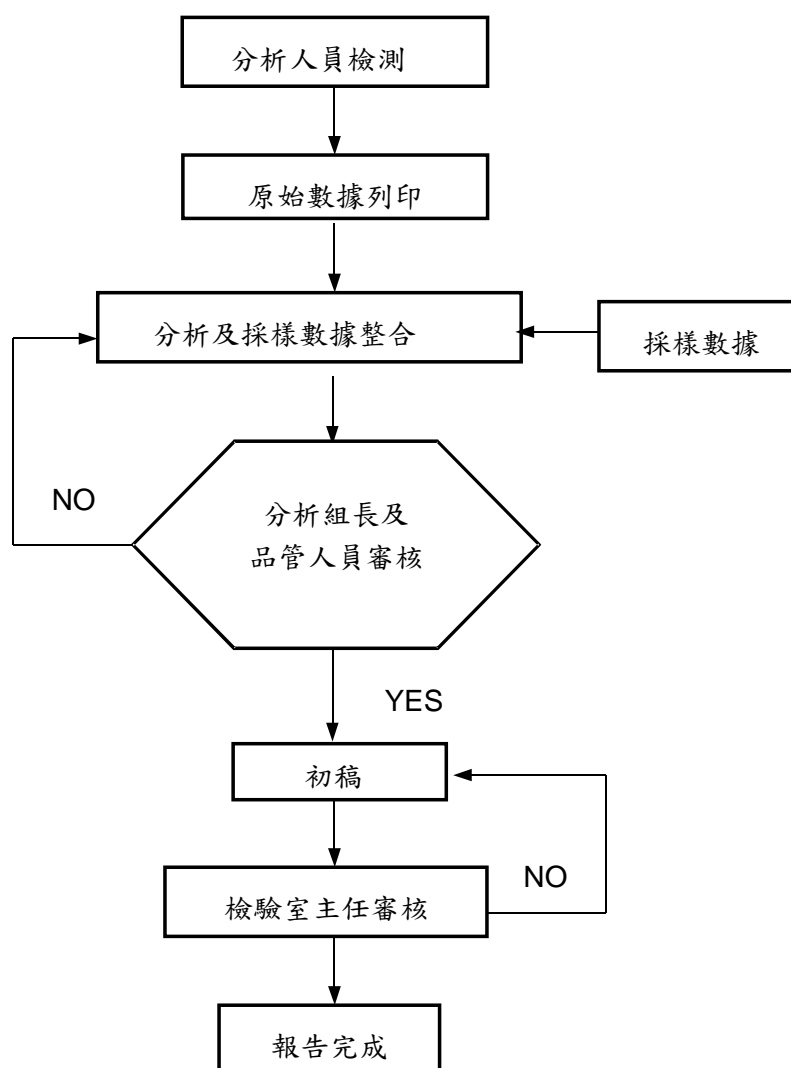 分析人員檢測
原始數據列印
分析及採樣數據整合
採樣數據
NO
分析組長及
品管人員審核
YES
初稿
NO
檢驗室主任審核
報告完成